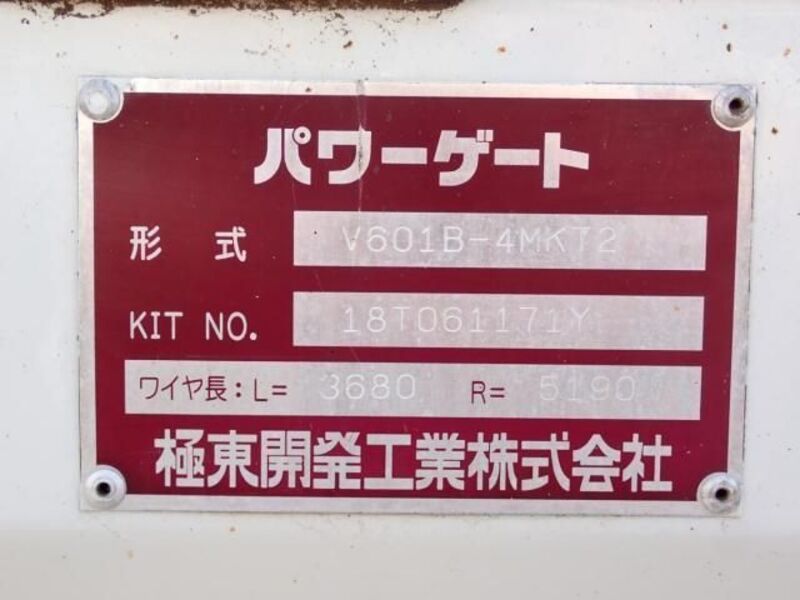 パワーゲート
形 式 V601B-4MKT2
KIT NO. 18T061171Y
ワイヤ長:L= 3680 R= 5190
極東開発工業株式会社